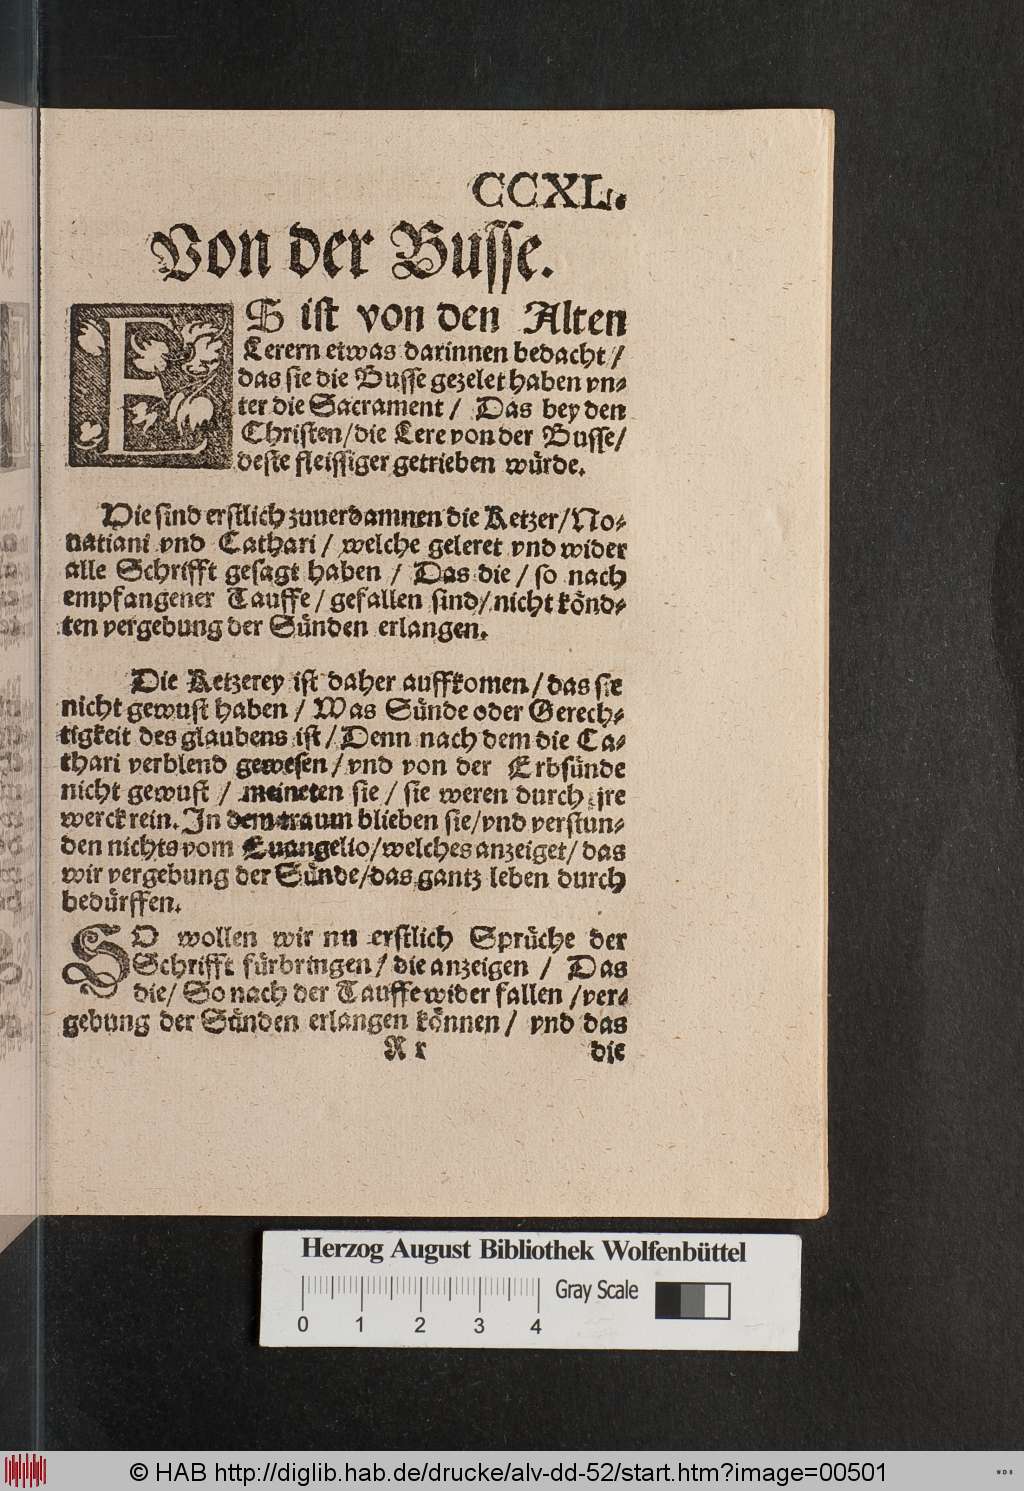 CCXL.
Von der Busse.
ES ist von den Alten
Lerern etwas darinnen bedacht /
das sie die Busse gezelet haben vn-
ter die Sacrament / Das bey den
Christen / die Lere von der Busse /
deste fleissiger getrieben würde.
Hie sind erstlich zuuerdamnen die Ketzer / No-
uatiani vnd Cathari / welche geleret vnd wider
alle Schrifft gesagt haben / Das die / so nach
empfangener Tauffe / gefallen sind / nicht könd-
ten vergebung der Sünden erlangen.
Die Ketzerey ist daher auffkomen / das sie
nicht gewust haben / Was Sünde oder Gerech-
tigkeit des glaubens ist / Denn nach dem die Ca-
thari verblend gewesen / vnd von der Erbsünde
nicht gewust / meineten sie / sie weren durch jre
werck rein. In dem traum blieben sie / vnd verstun-
den nichts vom Euangelio / welches anzeiget / das
wir vergebung der Sünde / das gantz leben durch
bedürffen.
SO wollen wir nu erstlich Sprüche der
Schrifft fürbringen / die anzeigen / Das
die / So nach der Tauffe wider fallen / ver-
gebung der Sünden erlangen können / vnd das
R r die
Herzog August Bibliothek Wolfenbüttel
Gray Scale
0 1 2 3 4
© HAB http://diglib.hab.de/drucke/alv-dd-52/start.htm?image=00501